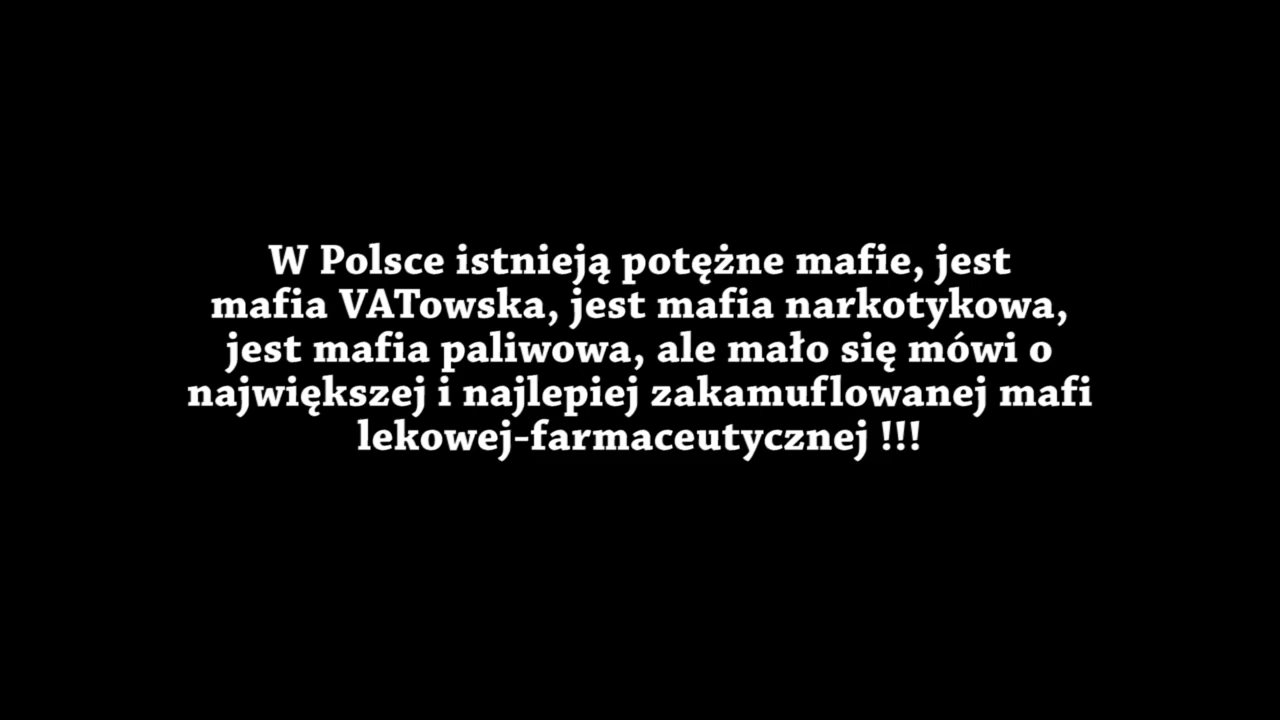 W Polsce istnieją potężne mafie, jest
mafia VATowska, jest mafia narkotykowa,
jest mafia paliwowa, ale mało się mówi o
największej i najlepiej zakamuflowanej mafi
lekowej-farmaceutycznej !!!